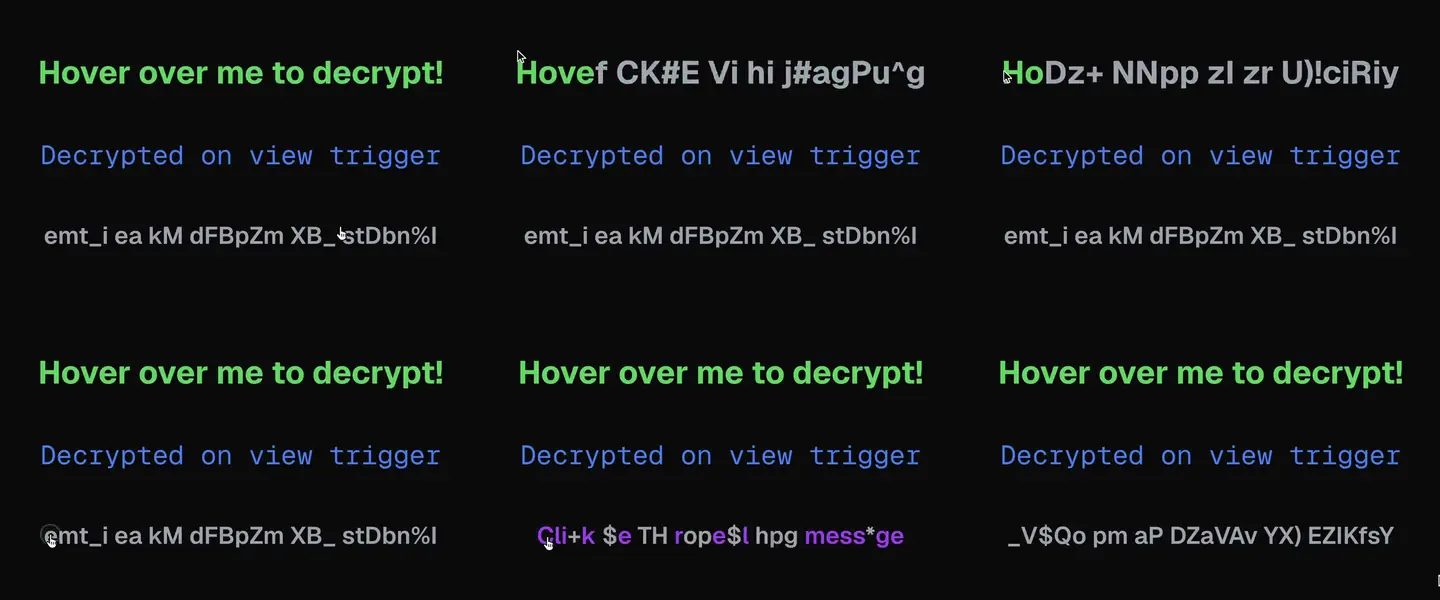 Hover over me to decrypt!
Hovef CK#E Vi hi j#agPu^g
HoDz+ NNpp zI zr U)!ciRiy
Decrypted on view trigger
Decrypted on view trigger
Decrypted on view trigger
emt_i ea kM dFBpZm XB_ stDbn%I
emt_i ea kM dFBpZm XB_ stDbn%I
emt_i ea kM dFBpZm XB_ stDbn%I
Hover over me to decrypt!
Hover over me to decrypt!
Hover over me to decrypt!
Decrypted on view trigger
Decrypted on view trigger
Decrypted on view trigger
emt_i ea kM dFBpZm XB_ stDbn%I
Cli+k $e TH rope$l hpg mess*ge
_V$Qo pm aP DZaVAv YX) EZIKfsY